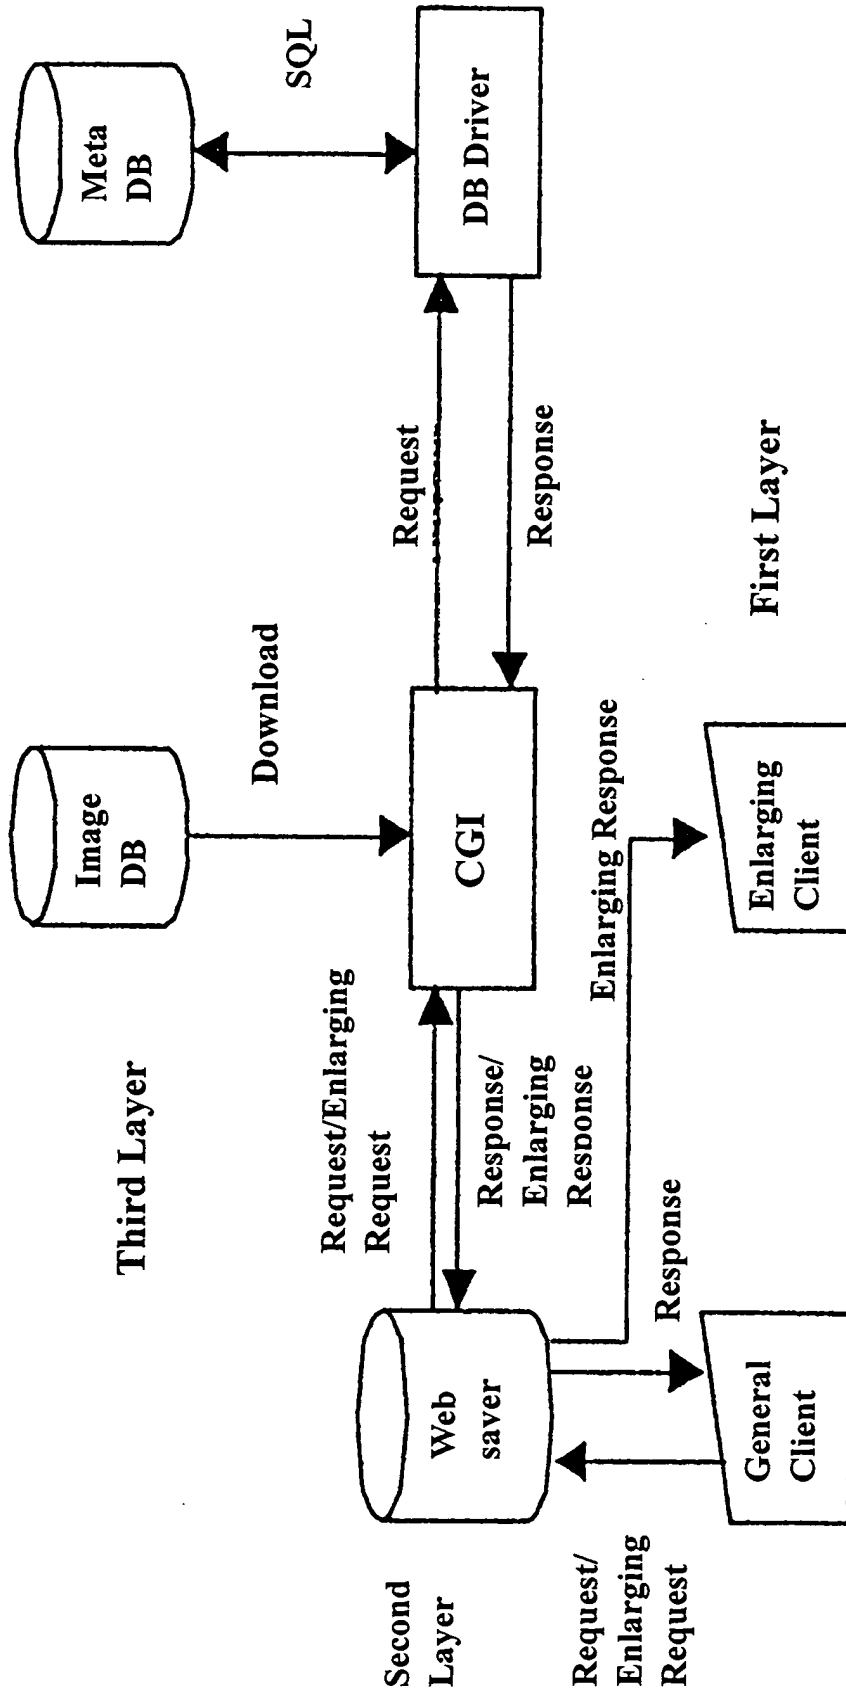 Third Layer
Image
DB
Meta
DB
Download
SQL
Second
Layer
Request/Enlarging
Request
Request
Web
saver
CGI
DB Driver
Response/
Enlarging
Response
Response
Request/
Enlarging
Request
Response
Enlarging Response
General
Client
Enlarging
Client
First Layer